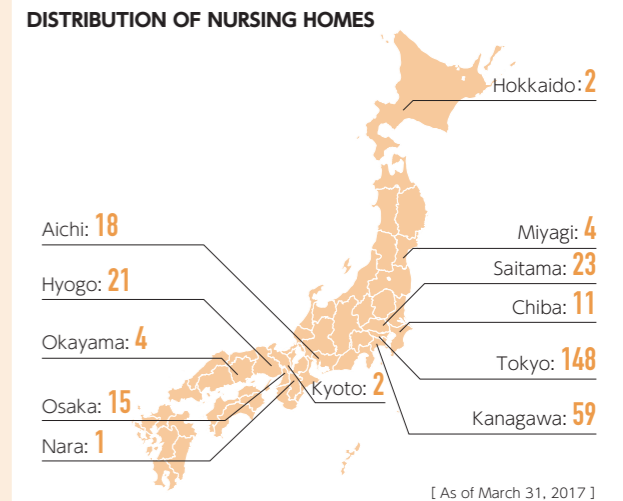 DISTRIBUTION OF NURSING HOMES
Hokkaido: 2
Aichi: 18
Miyagi: 4
Saitama: 23
Hyogo: 21
Chiba: 11
Okayama: 4
Tokyo: 148
Kyoto: 2
Osaka: 15
Kanagawa: 59
Nara: 1
[ As of March 31, 2017 ]